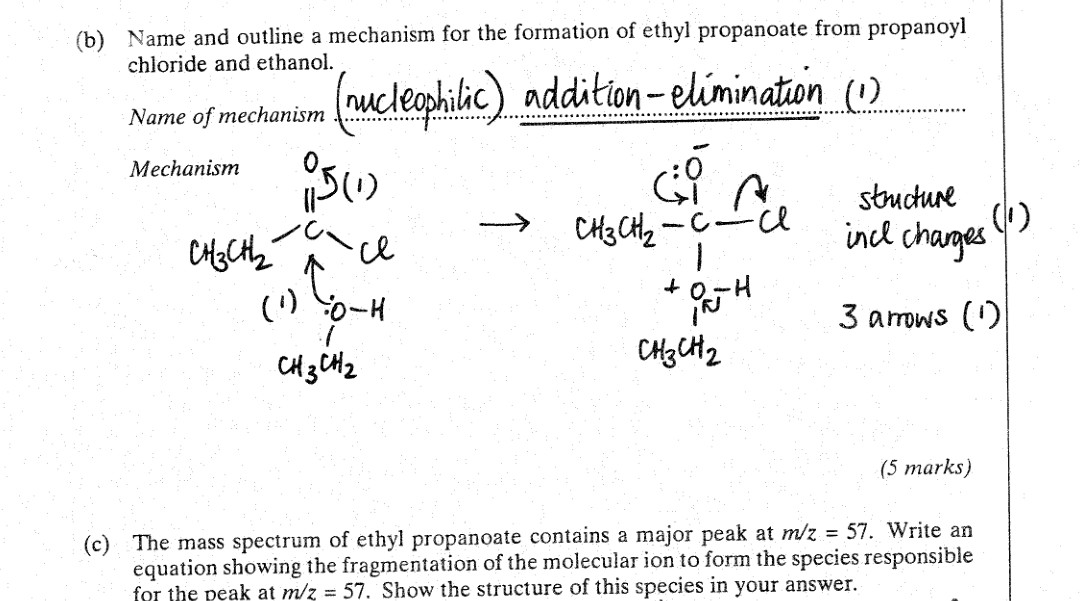 (b) Name and outline a mechanism for the formation of ethyl propanoate from propanoyl
chloride and ethanol.
Name of mechanism (nucleophilic) addition-elimination (1)
Mechanism
O
(1)
C
CH3CH2
Cl
(1)
:O-H
CH3CH2
:O
-
CH3CH2-C-Cl
+ O-H
CH3CH2
structure
incl charges (1)
3 arrows (1)
(5 marks)
(c) The mass spectrum of ethyl propanoate contains a major peak at m/z = 57. Write an
equation showing the fragmentation of the molecular ion to form the species responsible
for the peak at m/z = 57. Show the structure of this species in your answer.